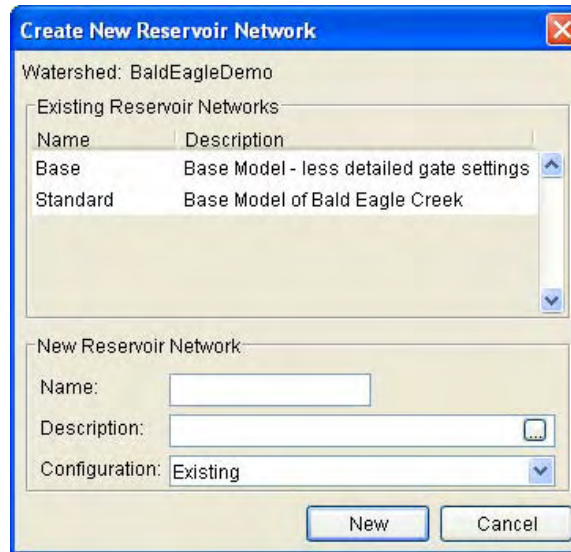 Create New Reservoir Network
Watershed: BaldEagleDemo
Existing Reservoir Networks
Name Description
Base Base Model - less detailed gate settings
Standard Base Model of Bald Eagle Creek
New Reservoir Network
Name:
Description:
...
Configuration: Existing
New Cancel